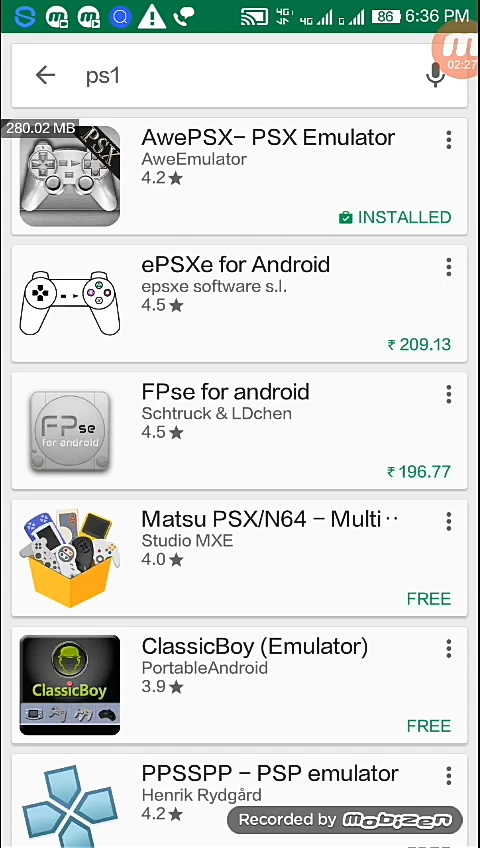 4G 4G G 86 6:36 PM
02:27
ps1
280.02 MB
PSX
AwePSX– PSX Emulator
AweEmulator
4.2★
INSTALLED
ePSXe for Android
epsxe software s.l.
4.5★
₹ 209.13
FPse
for android
FPse for android
Schtruck & LDchen
4.5★
₹ 196.77
Matsu PSX/N64 – Multi ··
Studio MXE
4.0★
FREE
ClassicBoy
ClassicBoy (Emulator)
PortableAndroid
3.9★
FREE
PPSSPP – PSP emulator
Henrik Rydgård
4.2★
Recorded by MOBIZEN